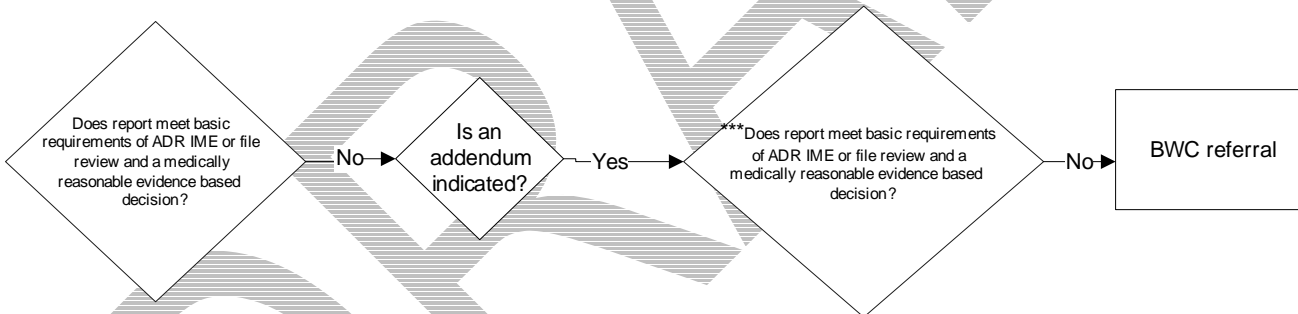 Does report meet basic
requirements of ADR IME or file
review and a medically
reasonable evidence based
decision?
No
Is an
addendum
indicated?
Yes
***Does report meet basic requirements
of ADR IME or file review and a
medically reasonable evidence based
decision?
No
BWC referral